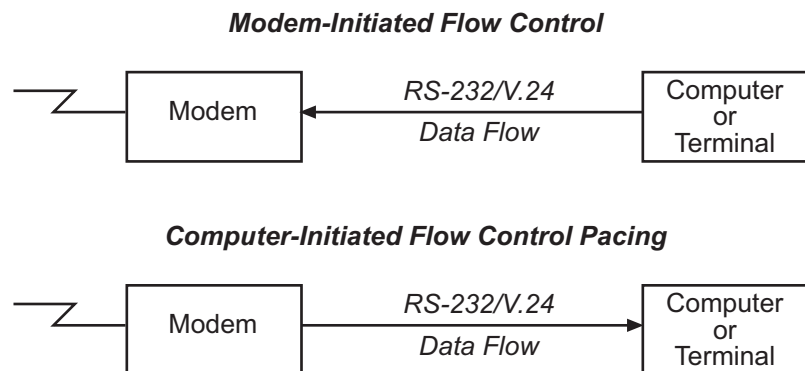 Modem-Initiated Flow Control
Modem
RS-232/V.24
Data Flow
Computer
or
Terminal
Computer-Initiated Flow Control Pacing
Modem
RS-232/V.24
Data Flow
Computer
or
Terminal